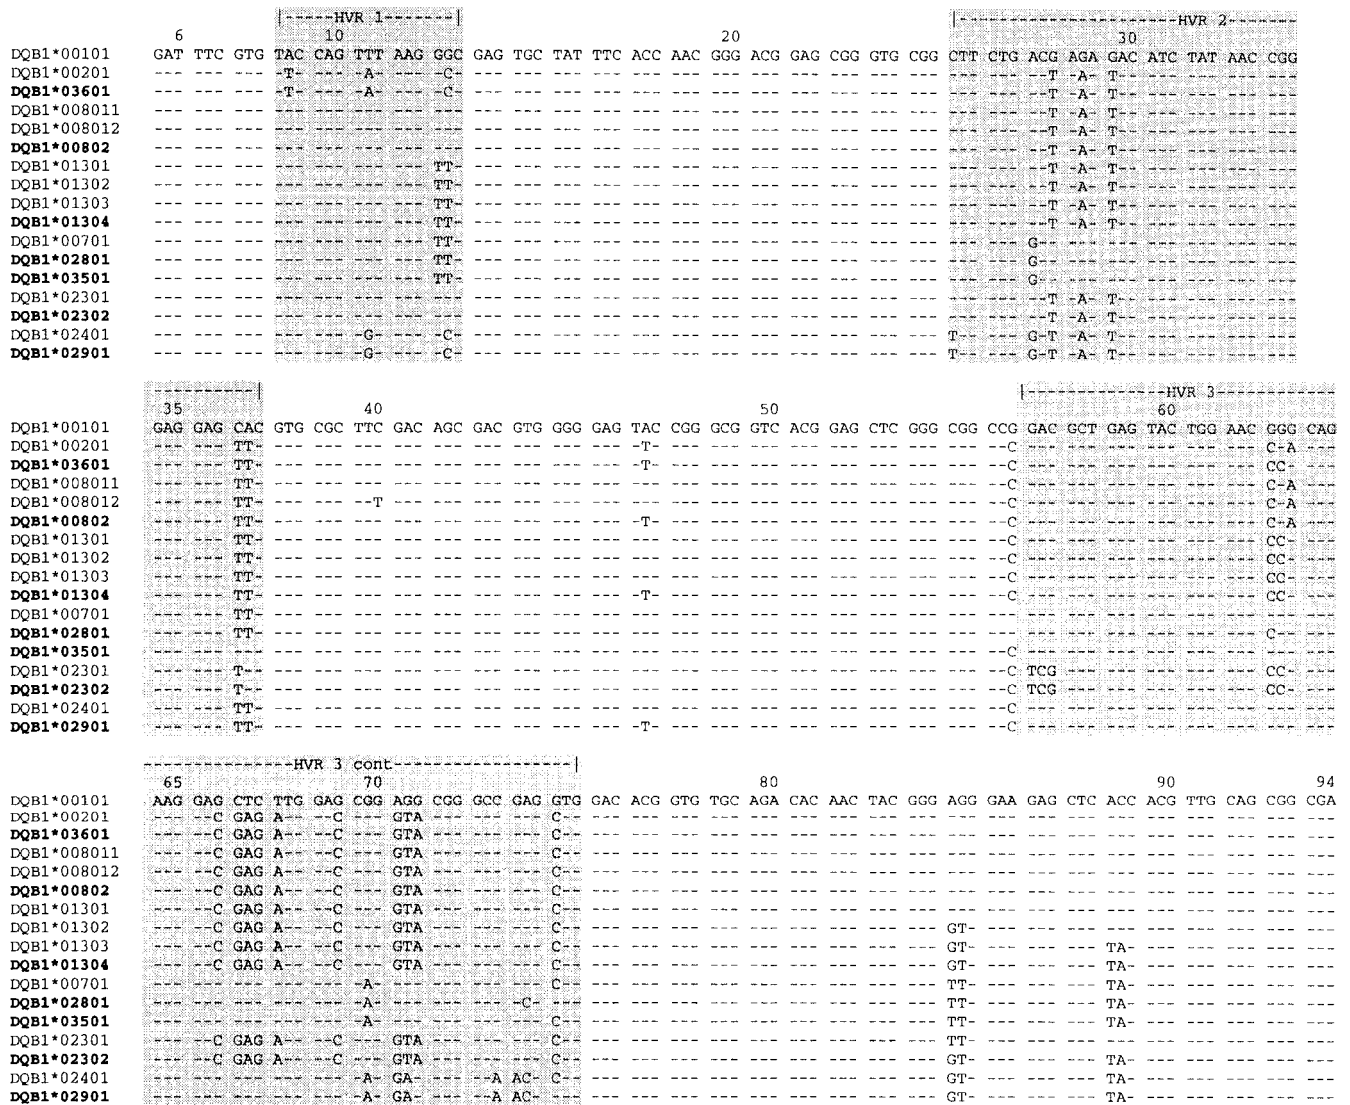 |-----HVR 1-------| |----------------------HVR 2---------
6 10 20 30
DQB1*00101 GAT TTC GTG TAC CAG TTT AAG GGC GAG TGC TAT TTC ACC AAC GGG ACG GAG CGG GTG CGG CTT CTG ACG AGA GAC ATC TAT AAC CGG
DQB1*00201 --- --- --- -T- --- -A- --- -C- --- --- --- --- --- --- --- --- --- --- --- --- --- --- --T -A- T-- --- --- --- ---
DQB1*03601 --- --- --- -T- --- -A- --- -C- --- --- --- --- --- --- --- --- --- --- --- --- --- --- --T -A- T-- --- --- --- ---
DQB1*008011 --- --- --- --- --- --- --- --- --- --- --- --- --- --- --- --- --- --- --- --- --- --- --T -A- T-- --- --- --- ---
DQB1*008012 --- --- --- --- --- --- --- --- --- --- --- --- --- --- --- --- --- --- --- --- --- --- --T -A- T-- --- --- --- ---
DQB1*00802 --- --- --- --- --- --- --- --- --- --- --- --- --- --- --- --- --- --- --- --- --- --- --T -A- T-- --- --- --- ---
DQB1*01301 --- --- --- --- --- --- --- TT- --- --- --- --- --- --- --- --- --- --- --- --- --- --- --T -A- T-- --- --- --- ---
DQB1*01302 --- --- --- --- --- --- --- TT- --- --- --- --- --- --- --- --- --- --- --- --- --- --- --T -A- T-- --- --- --- ---
DQB1*01303 --- --- --- --- --- --- --- TT- --- --- --- --- --- --- --- --- --- --- --- --- --- --- --T -A- T-- --- --- --- ---
DQB1*01304 --- --- --- --- --- --- --- TT- --- --- --- --- --- --- --- --- --- --- --- --- --- --- --T -A- T-- --- --- --- ---
DQB1*00701 --- --- --- --- --- --- --- TT- --- --- --- --- --- --- --- --- --- --- --- --- --- --- G-- --- --- --- --- --- ---
DQB1*02801 --- --- --- --- --- --- --- TT- --- --- --- --- --- --- --- --- --- --- --- --- --- --- G-- --- --- --- --- --- ---
DQB1*03501 --- --- --- --- --- --- --- TT- --- --- --- --- --- --- --- --- --- --- --- --- --- --- G-- --- --- --- --- --- ---
DQB1*02301 --- --- --- --- --- --- --- --- --- --- --- --- --- --- --- --- --- --- --- --- --- --- --T -A- T-- --- --- --- ---
DQB1*02302 --- --- --- --- --- --- --- --- --- --- --- --- --- --- --- --- --- --- --- --- --- --- --T -A- T-- --- --- --- ---
DQB1*02401 --- --- --- --- --- -G- --- -C- --- --- --- --- --- --- --- --- --- --- --- --- T-- --- G-T -A- T-- --- --- --- ---
DQB1*02901 --- --- --- --- --- -G- --- -C- --- --- --- --- --- --- --- --- --- --- --- --- T-- --- G-T -A- T-- --- --- --- ---
-----------| |--------------HVR 3------------
35 40 50 60
DQB1*00101 GAG GAG CAC GTG CGC TTC GAC AGC GAC GTG GGG GAG TAC CGG GCG GTC ACG GAG CTC GGG CGG CCG GAC GCT GAG TAC TGG AAC GGG CAG
DQB1*00201 --- --- TT- --- --- --- --- --- --- --- --- --- -T- --- --- --- --- --- --- --- --- --C --- --- --- --- --- --- C-A ---
DQB1*03601 --- --- TT- --- --- --- --- --- --- --- --- --- -T- --- --- --- --- --- --- --- --- --C --- --- --- --- --- --- CC- ---
DQB1*008011 --- --- TT- --- --- --- --- --- --- --- --- --- --- --- --- --- --- --- --- --- --- --C --- --- --- --- --- --- C-A ---
DQB1*008012 --- --- TT- --- --- --T --- --- --- --- --- --- --- --- --- --- --- --- --- --- --- --C --- --- --- --- --- --- C-A ---
DQB1*00802 --- --- TT- --- --- --- --- --- --- --- --- --- -T- --- --- --- --- --- --- --- --- --C --- --- --- --- --- --- C-A ---
DQB1*01301 --- --- TT- --- --- --- --- --- --- --- --- --- --- --- --- --- --- --- --- --- --- --C --- --- --- --- --- --- CC- ---
DQB1*01302 --- --- TT- --- --- --- --- --- --- --- --- --- --- --- --- --- --- --- --- --- --- --C --- --- --- --- --- --- CC- ---
DQB1*01303 --- --- TT- --- --- --- --- --- --- --- --- --- --- --- --- --- --- --- --- --- --- --C --- --- --- --- --- --- CC- ---
DQB1*01304 --- --- TT- --- --- --- --- --- --- --- --- --- -T- --- --- --- --- --- --- --- --- --C --- --- --- --- --- --- CC- ---
DQB1*00701 --- --- TT- --- --- --- --- --- --- --- --- --- --- --- --- --- --- --- --- --- --- --- --- --- --- --- --- --- --- ---
DQB1*02801 --- --- TT- --- --- --- --- --- --- --- --- --- --- --- --- --- --- --- --- --- --- --- --- --- --- --- --- --- C-- ---
DQB1*03501 --- --- --- --- --- --- --- --- --- --- --- --- --- --- --- --- --- --- --- --- --- --C --- --- --- --- --- --- --- ---
DQB1*02301 --- --- T-- --- --- --- --- --- --- --- --- --- --- --- --- --- --- --- --- --- --- --C TCG --- --- --- --- --- CC- ---
DQB1*02302 --- --- T-- --- --- --- --- --- --- --- --- --- --- --- --- --- --- --- --- --- --- --C TCG --- --- --- --- --- CC- ---
DQB1*02401 --- --- TT- --- --- --- --- --- --- --- --- --- --- --- --- --- --- --- --- --- --- --C --- --- --- --- --- --- --- ---
DQB1*02901 --- --- TT- --- --- --- --- --- --- --- --- --- -T- --- --- --- --- --- --- --- --- --C --- --- --- --- --- --- --- ---
---------------HVR 3 cont------------------|
65 70 80 90 94
DQB1*00101 AAG GAG CTC TTG GAG CGG AGG CGG GCC GAG GTG GAC ACG GTG TGC AGA CAC AAC TAC GGG AGG GAA GAG CTC ACC ACG TTG CAG CGG CGA
DQB1*00201 --- --C GAG A-- --C --- GTA --- --- --- C-- --- --- --- --- --- --- --- --- --- --- --- --- --- --- --- --- --- --- ---
DQB1*03601 --- --C GAG A-- --C --- GTA --- --- --- C-- --- --- --- --- --- --- --- --- --- --- --- --- --- --- --- --- --- --- ---
DQB1*008011 --- --C GAG A-- --C --- GTA --- --- --- C-- --- --- --- --- --- --- --- --- --- --- --- --- --- --- --- --- --- --- ---
DQB1*008012 --- --C GAG A-- --C --- GTA --- --- --- C-- --- --- --- --- --- --- --- --- --- --- --- --- --- --- --- --- --- --- ---
DQB1*00802 --- --C GAG A-- --C --- GTA --- --- --- C-- --- --- --- --- --- --- --- --- --- --- --- --- --- --- --- --- --- --- ---
DQB1*01301 --- --C GAG A-- --C --- GTA --- --- --- C-- --- --- --- --- --- --- --- --- --- --- --- --- --- --- --- --- --- --- ---
DQB1*01302 --- --C GAG A-- --C --- GTA --- --- --- C-- --- --- --- --- --- --- --- --- --- GT- --- --- --- --- --- --- --- --- ---
DQB1*01303 --- --C GAG A-- --C --- GTA --- --- --- C-- --- --- --- --- --- --- --- --- --- GT- --- --- --- TA- --- --- --- --- ---
DQB1*01304 --- --C GAG A-- --C --- GTA --- --- --- C-- --- --- --- --- --- --- --- --- --- GT- --- --- --- TA- --- --- --- --- ---
DQB1*00701 --- --- --- --- --- -A- --- --- --- --- C-- --- --- --- --- --- --- --- --- --- TT- --- --- --- TA- --- --- --- --- ---
DQB1*02801 --- --- --- --- --- -A- --- --- --- -C- --- --- --- --- --- --- --- --- --- --- TT- --- --- --- TA- --- --- --- --- ---
DQB1*03501 --- --- --- --- --- -A- --- --- --- --- C-- --- --- --- --- --- --- --- --- --- TT- --- --- --- TA- --- --- --- --- ---
DQB1*02301 --- --C GAG A-- --C --- GTA --- --- --- C-- --- --- --- --- --- --- --- --- --- TT- --- --- --- --- --- --- --- --- ---
DQB1*02302 --- --C GAG A-- --C --- GTA --- --- --- C-- --- --- --- --- --- --- --- --- --- GT- --- --- --- TA- --- --- --- --- ---
DQB1*02401 --- --- --- --- --- -A- GA- --- --A AC- C-- --- --- --- --- --- --- --- --- --- GT- --- --- --- TA- --- --- --- --- ---
DQB1*02901 --- --- --- --- --- -A- GA- --- --A AC- --- --- --- --- --- --- --- --- --- --- GT- --- --- --- TA- --- --- --- --- ---